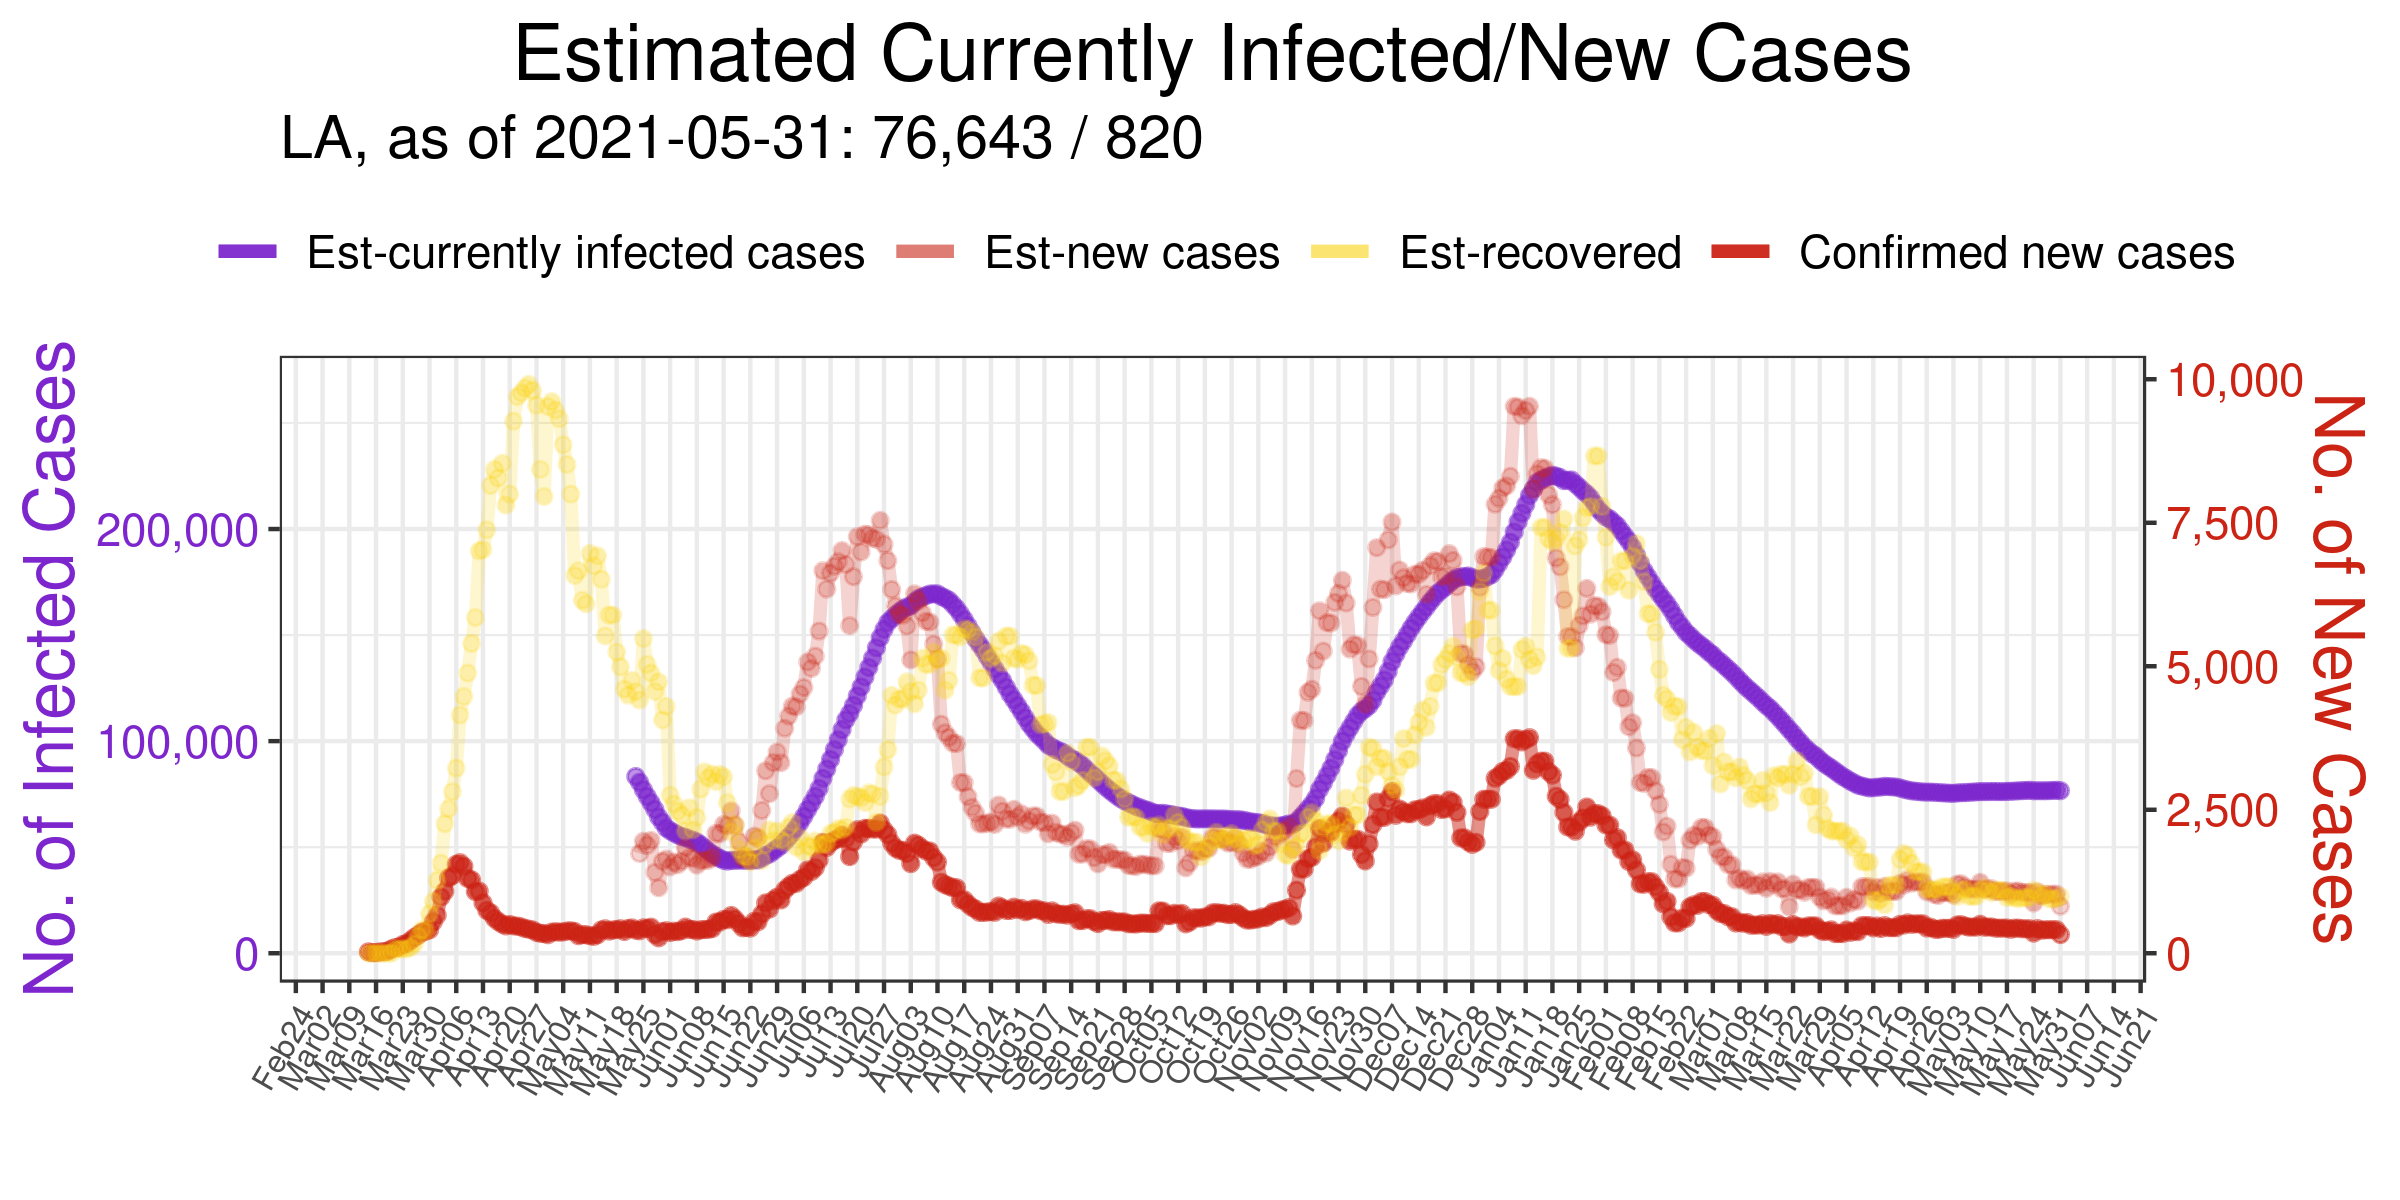 Estimated Currently Infected/New Cases
LA, as of 2021-05-31: 76,643 / 820
Est-currently infected cases Est-new cases Est-recovered Confirmed new cases
No. of Infected Cases
200,000
100,000
0
10,000
7,500
5,000
2,500
0
No. of New Cases
Feb24
Mar02
Mar09
Mar16
Mar23
Mar30
Apr06
Apr13
Apr20
Apr27
May04
May11
May18
May25
Jun01
Jun08
Jun15
Jun22
Jun29
Jul06
Jul13
Jul20
Jul27
Aug03
Aug10
Aug17
Aug24
Aug31
Sep07
Sep14
Sep21
Sep28
Oct05
Oct12
Oct19
Oct26
Nov02
Nov09
Nov16
Nov23
Nov30
Dec07
Dec14
Dec21
Dec28
Jan04
Jan11
Jan18
Jan25
Feb01
Feb08
Feb15
Feb22
Mar01
Mar08
Mar15
Mar22
Mar29
Apr05
Apr12
Apr19
Apr26
May03
May10
May17
May24
May31
Jun07
Jun14
Jun21